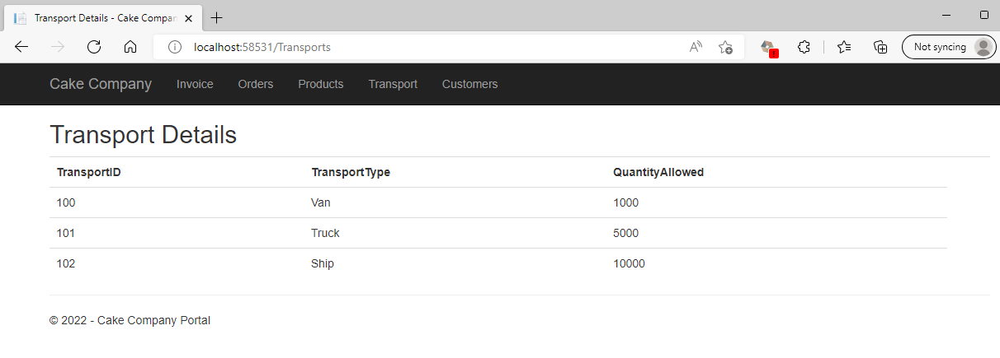 Transport Details - Cake Compan
localhost:58531/Transports
Not syncing
Cake Company Invoice Orders Products Transport Customers
Transport Details
TransportID TransportType QuantityAllowed
100 Van 1000
101 Truck 5000
102 Ship 10000
© 2022 - Cake Company Portal